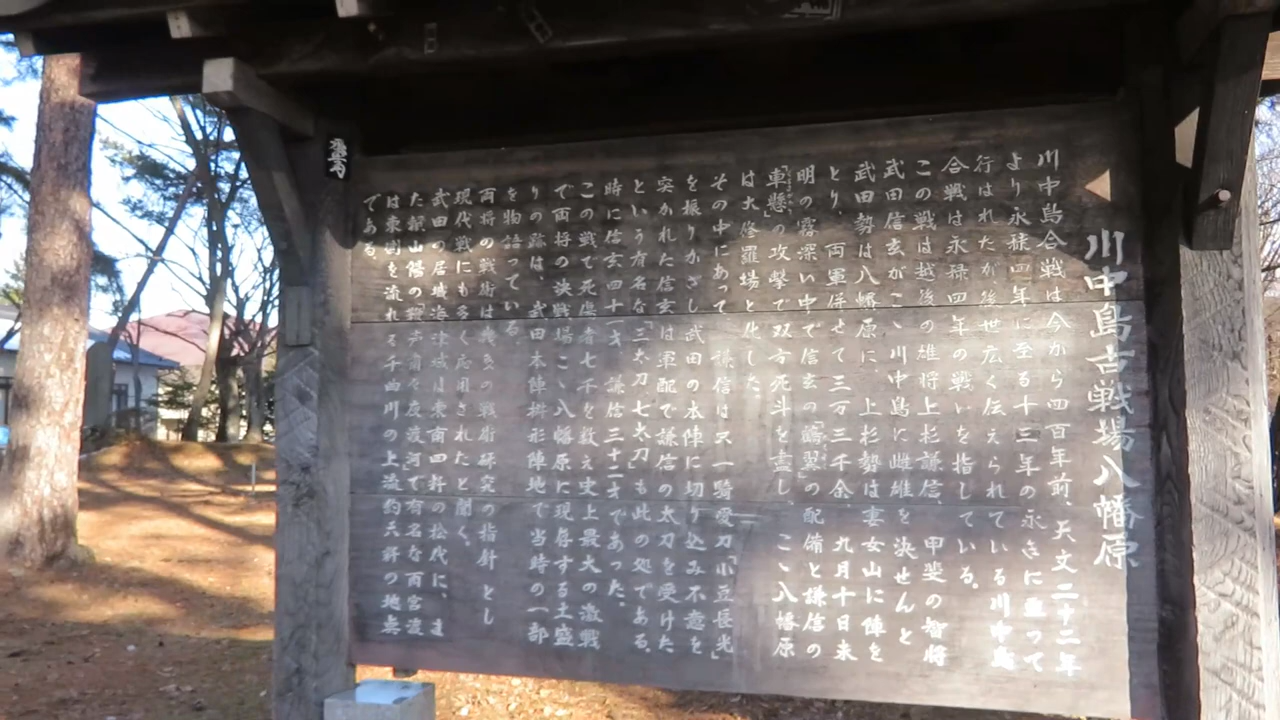 川中島古戦場八幡原
川中島合戦は今から四百年前、天文二十二年
より永禄四年に至る十三年の永きに亘って
行はれたが後世広く伝えられている川中島
合戦は永禄四年の戦いを指している。
この戦は越後の雄将上杉謙信、甲斐の智将
武田信玄がこゝ川中島に雌雄を決せんと
武田勢は八幡原に、上杉勢は妻女山に陣を
とり、両軍併せて三万三千余、九月十日未
明の霧深い中で信玄の「鶴翼」の配備と謙信の
「車懸」の攻撃で双方死斗を盡し、こゝ八幡原
は大修羅場と化した。
その中にあって、謙信は只一騎愛刀「小豆長光」
を振りかざし武田の本陣に切り込み不意を
突かれた信玄は軍配で謙信の太刀を受けた
という有名な「三太刀七太刀」も此の処である。
時に信玄四十一才、謙信三十二才であった。
この戦で死虐者七千を数え史上最大の激戦
で両将の決戦場こゝ八幡原に現存する土盛
りの跡は、武田本陣桝形陣地で当時の一部
を物語っている。
両将の戦術は幾多の戦術研究の指針とし
現代戦にも多く応用されたと聞く。
武田の居城海津城は東南四粁の松代に、ま
た頼山陽の「鞭声粛々夜渡河」で有名な雨宮渡
は東側を流れる千曲川の上流約六粁の地点
である。